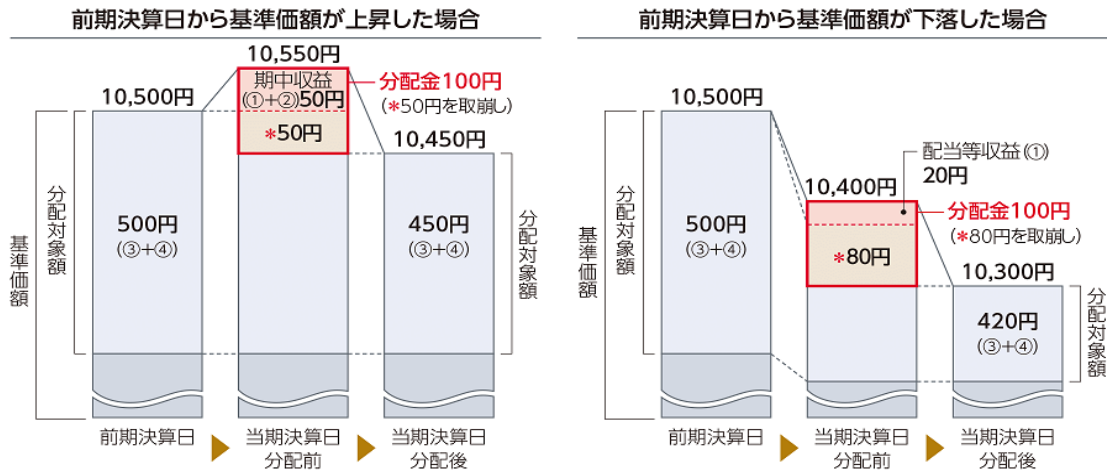 前期決算日から基準価額が上昇した場合
10,550円
10,500円
期中収益
(①+②)50円
分配金100円
(*50円を取崩し)
*50円
10,450円
500円
(③+④)
450円
(③+④)
基準価額
分配対象額
分配対象額
前期決算日
当期決算日
分配前
当期決算日
分配後
前期決算日から基準価額が下落した場合
10,500円
配当等収益(①)
20円
10,400円
分配金100円
(*80円を取崩し)
500円
(③+④)
*80円
10,300円
420円
(③+④)
基準価額
分配対象額
分配対象額
前期決算日
当期決算日
分配前
当期決算日
分配後